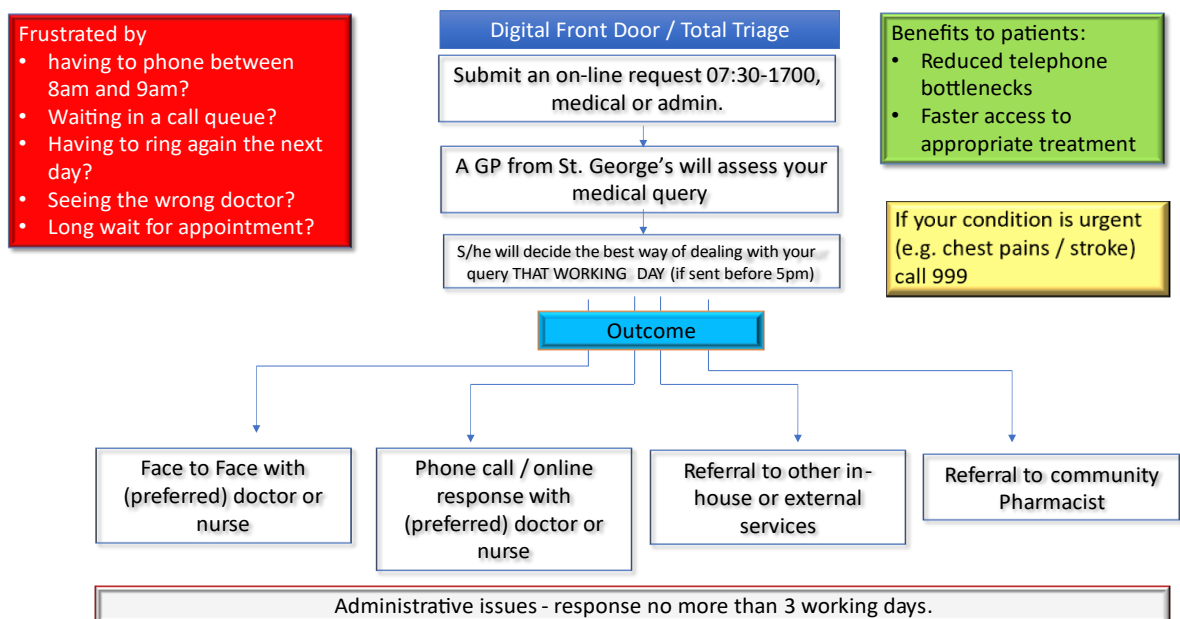 Frustrated by
• having to phone between
8am and 9am?
• Waiting in a call queue?
• Having to ring again the next
day?
• Seeing the wrong doctor?
• Long wait for appointment?
Digital Front Door / Total Triage
Submit an on-line request 07:30-1700,
medical or admin.
A GP from St. George’s will assess your
medical query
S/he will decide the best way of dealing with your
query THAT WORKING DAY (if sent before 5pm)
Benefits to patients:
• Reduced telephone
bottlenecks
• Faster access to
appropriate treatment
If your condition is urgent
(e.g. chest pains / stroke)
call 999
Outcome
Face to Face with
(preferred) doctor or
nurse
Phone call / online
response with
(preferred) doctor or
nurse
Referral to other in-
house or external
services
Referral to community
Pharmacist
Administrative issues - response no more than 3 working days.